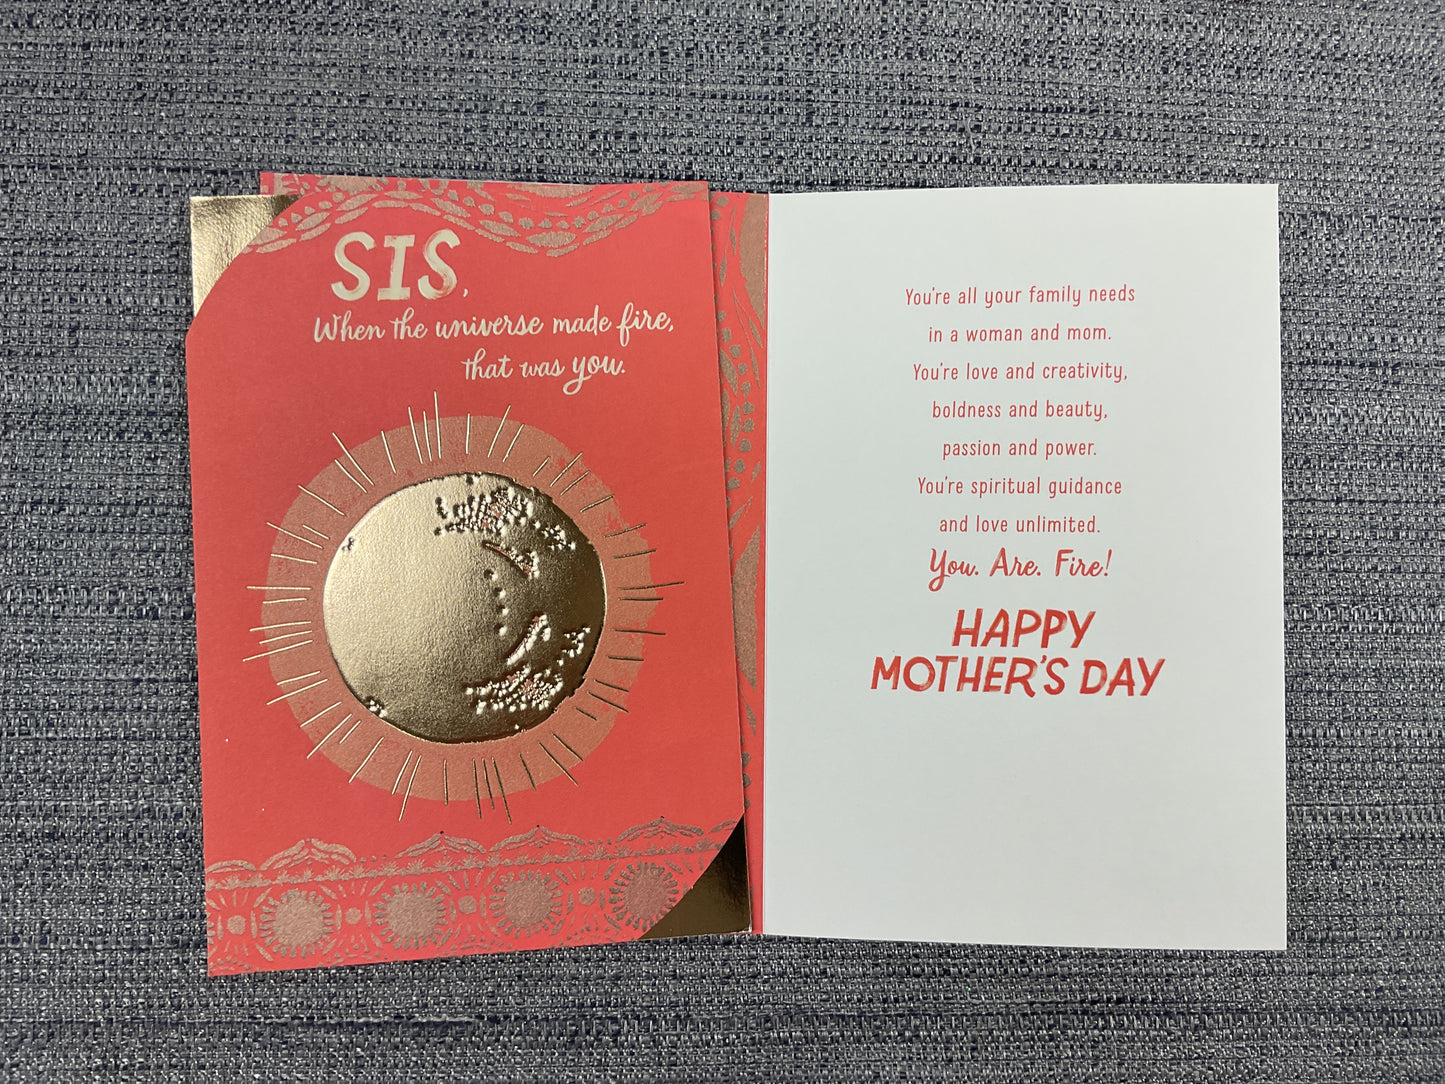 SIS,
When the universe made fire,
that was you.
You're all your family needs
in a woman and mom.
You're love and creativity,
boldness and beauty,
passion and power.
You're spiritual guidance
and love unlimited.
You. Are. Fire!
HAPPY
MOTHER'S DAY